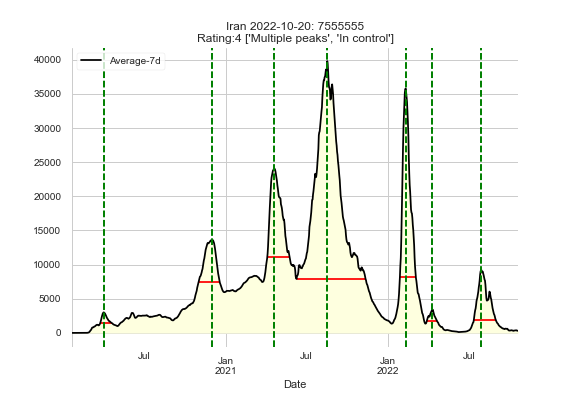 Iran 2022-10-20: 7555555
Rating:4 ['Multiple peaks', 'In control']
Average-7d
40000
35000
30000
25000
20000
15000
10000
5000
0
Jul
Jan
2021
Jul
Jan
2022
Jul
Date